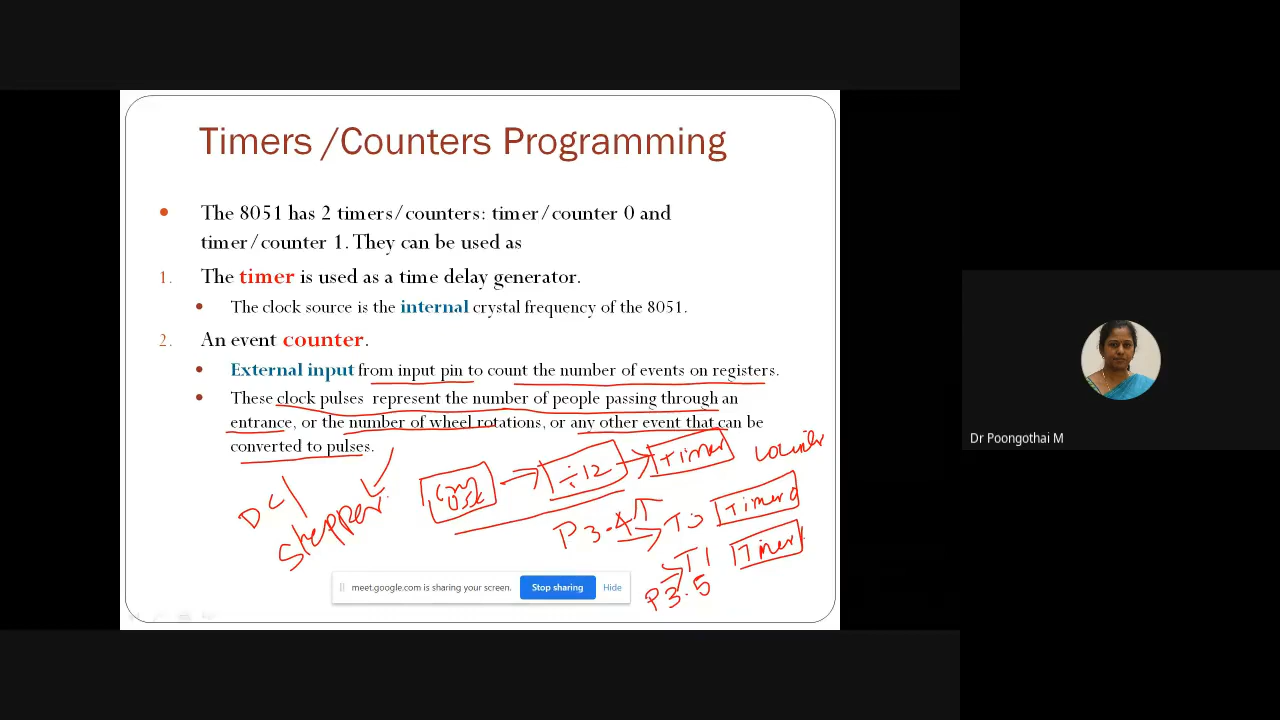 Timers /Counters Programming
• The 8051 has 2 timers/counters: timer/counter 0 and
timer/counter 1. They can be used as
1. The timer is used as a time delay generator.
• The clock source is the internal crystal frequency of the 8051.
2. An event counter.
• External input from input pin to count the number of events on registers.
• These clock pulses represent the number of people passing through an
entrance, or the number of wheel rotations, or any other event that can be
converted to pulses.
÷12
Timer
counter
DC
Stepper
P3.4
T0
Timer 0
T1
Timer 1
P3.5
meet.google.com is sharing your screen.
Stop sharing
Hide
Dr Poongothai M